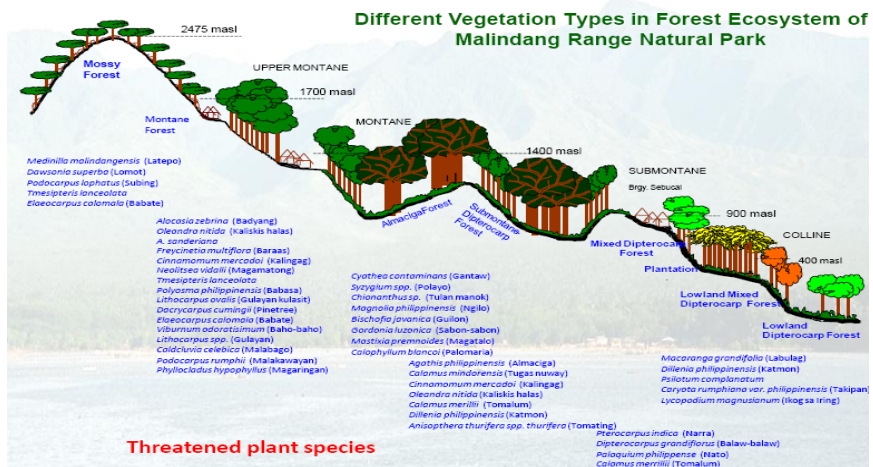 Different Vegetation Types in Forest Ecosystem of
Malindang Range Natural Park
2475 masl
Mossy
Forest
UPPER MONTANE
1700 masl
Montane
Forest
MONTANE
1400 masl
AlmacigaForest
Submontane
Dipterocarp
Forest
SUBMONTANE
Brgy. Sebucal
900 masl
Mixed Dipterocarp
Forest
Plantation
COLLINE
400 masl
Lowland Mixed
Dipterocarp Forest
Lowland
Dipterocarp Forest
Medinilla malindangensis (Latepo)
Dawsonia superba (Lomot)
Podocarpus lophatus (Subing)
Tmesipteris lanceolata
Elaeocarpus calomala (Babate)
Alocasia zebrina (Badyang)
Oleandra nitida (Kaliskis halas)
A. sanderiana
Freycinetia multiflora (Baraas)
Cinnamomum mercadoi (Kalingag)
Neolitsea vidalii (Magamatong)
Tmesipteris lanceolata
Polyosma philippinensis (Babasa)
Lithocarpus ovalis (Gulayan kulasit)
Dacrycarpus cumingii (Pinetree)
Elaeocarpus calomala (Babate)
Viburnum odoratisimum (Baho-baho)
Lithocarpus spp. (Gulayan)
Caldcluvia celebica (Malabago)
Podocarpus rumphii (Malakawayan)
Phyllocladus hypophyllus (Magaringan)
Cyathea contaminans (Gantaw)
Syzygium spp. (Polayo)
Chionanthus sp. (Tulan manok)
Magnolia philippinensis (Ngilo)
Bischofia javanica (Guilon)
Gordonia luzonica (Sabon-sabon)
Mastixia premnoides (Magatalo)
Calophyllum blancoi (Palomaria)
Agathis philippinensis (Almaciga)
Calamus mindorensis (Tugas nuway)
Cinnamomum mercadoi (Kalingag)
Oleandra nitida (Kaliskis halas)
Calamus merillii (Tomalum)
Dillenia philippinensis (Katmon)
Anisopthera thurifera spp. thurifera (Tomating)
Macaranga grandifolia (Labulag)
Dillenia philippinensis (Katmon)
Psilotum complanatum
Caryota rumphiana var. philippinensis (Takipan)
Lycopodium magnusianum (Ikog sa Iring)
Pterocarpus indica (Narra)
Dipterocarpus grandiflorus (Balaw-balaw)
Palaquium philippense (Nato)
Calamus merrillii (Tomalum)
Threatened plant species